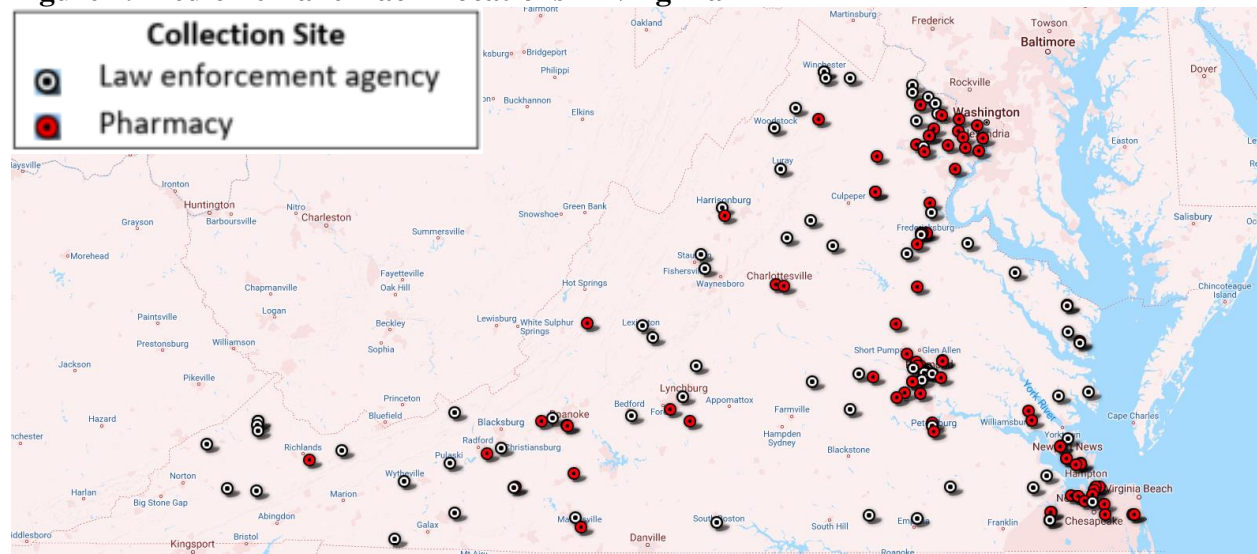 Collection Site
Law enforcement agency
Pharmacy
Fairmont
Oakland
Martinsburg
Frederick
Towson
Baltimore
Bridgeport
Philippi
Winchester
Rockville
Dover
Buckhannon
Elkins
Woodstock
Washington
Easton
Luray
Ironton
Huntington
Barboursville
Nitro
Charleston
Grayson
Snowshoe
Green Bank
Harrisonburg
Culpeper
Salisbury
Summersville
Fredericksburg
Morehead
Fayetteville
Oak Hill
Fishersville
Waynesboro
Charlottesville
Hot Springs
Chapmanville
Logan
Chincoteague
Island
Paintsville
Prestonsburg
Williamson
Beckley
Sophia
Lewisburg
White Sulphur
Springs
Lexington
Short Pump
Glen Allen
Jackson
Pikeville
Princeton
Bluefield
Lynchburg
Bedford
Appomattox
Farmville
Hampden
Sydney
York River
Cape Charles
Hazard
Richlands
Blacksburg
Roanoke
Radford
Christiansburg
Pulaski
Petersburg
Williamsburg
Blackstone
Norton
Wytheville
Hampton
Harlan
Big Stone Gap
Marion
Virginia Beach
Abingdon
Galax
South Boston
South Hill
Franklin
Chesapeake
Kingsport
Bristol
Danville
Roanoke